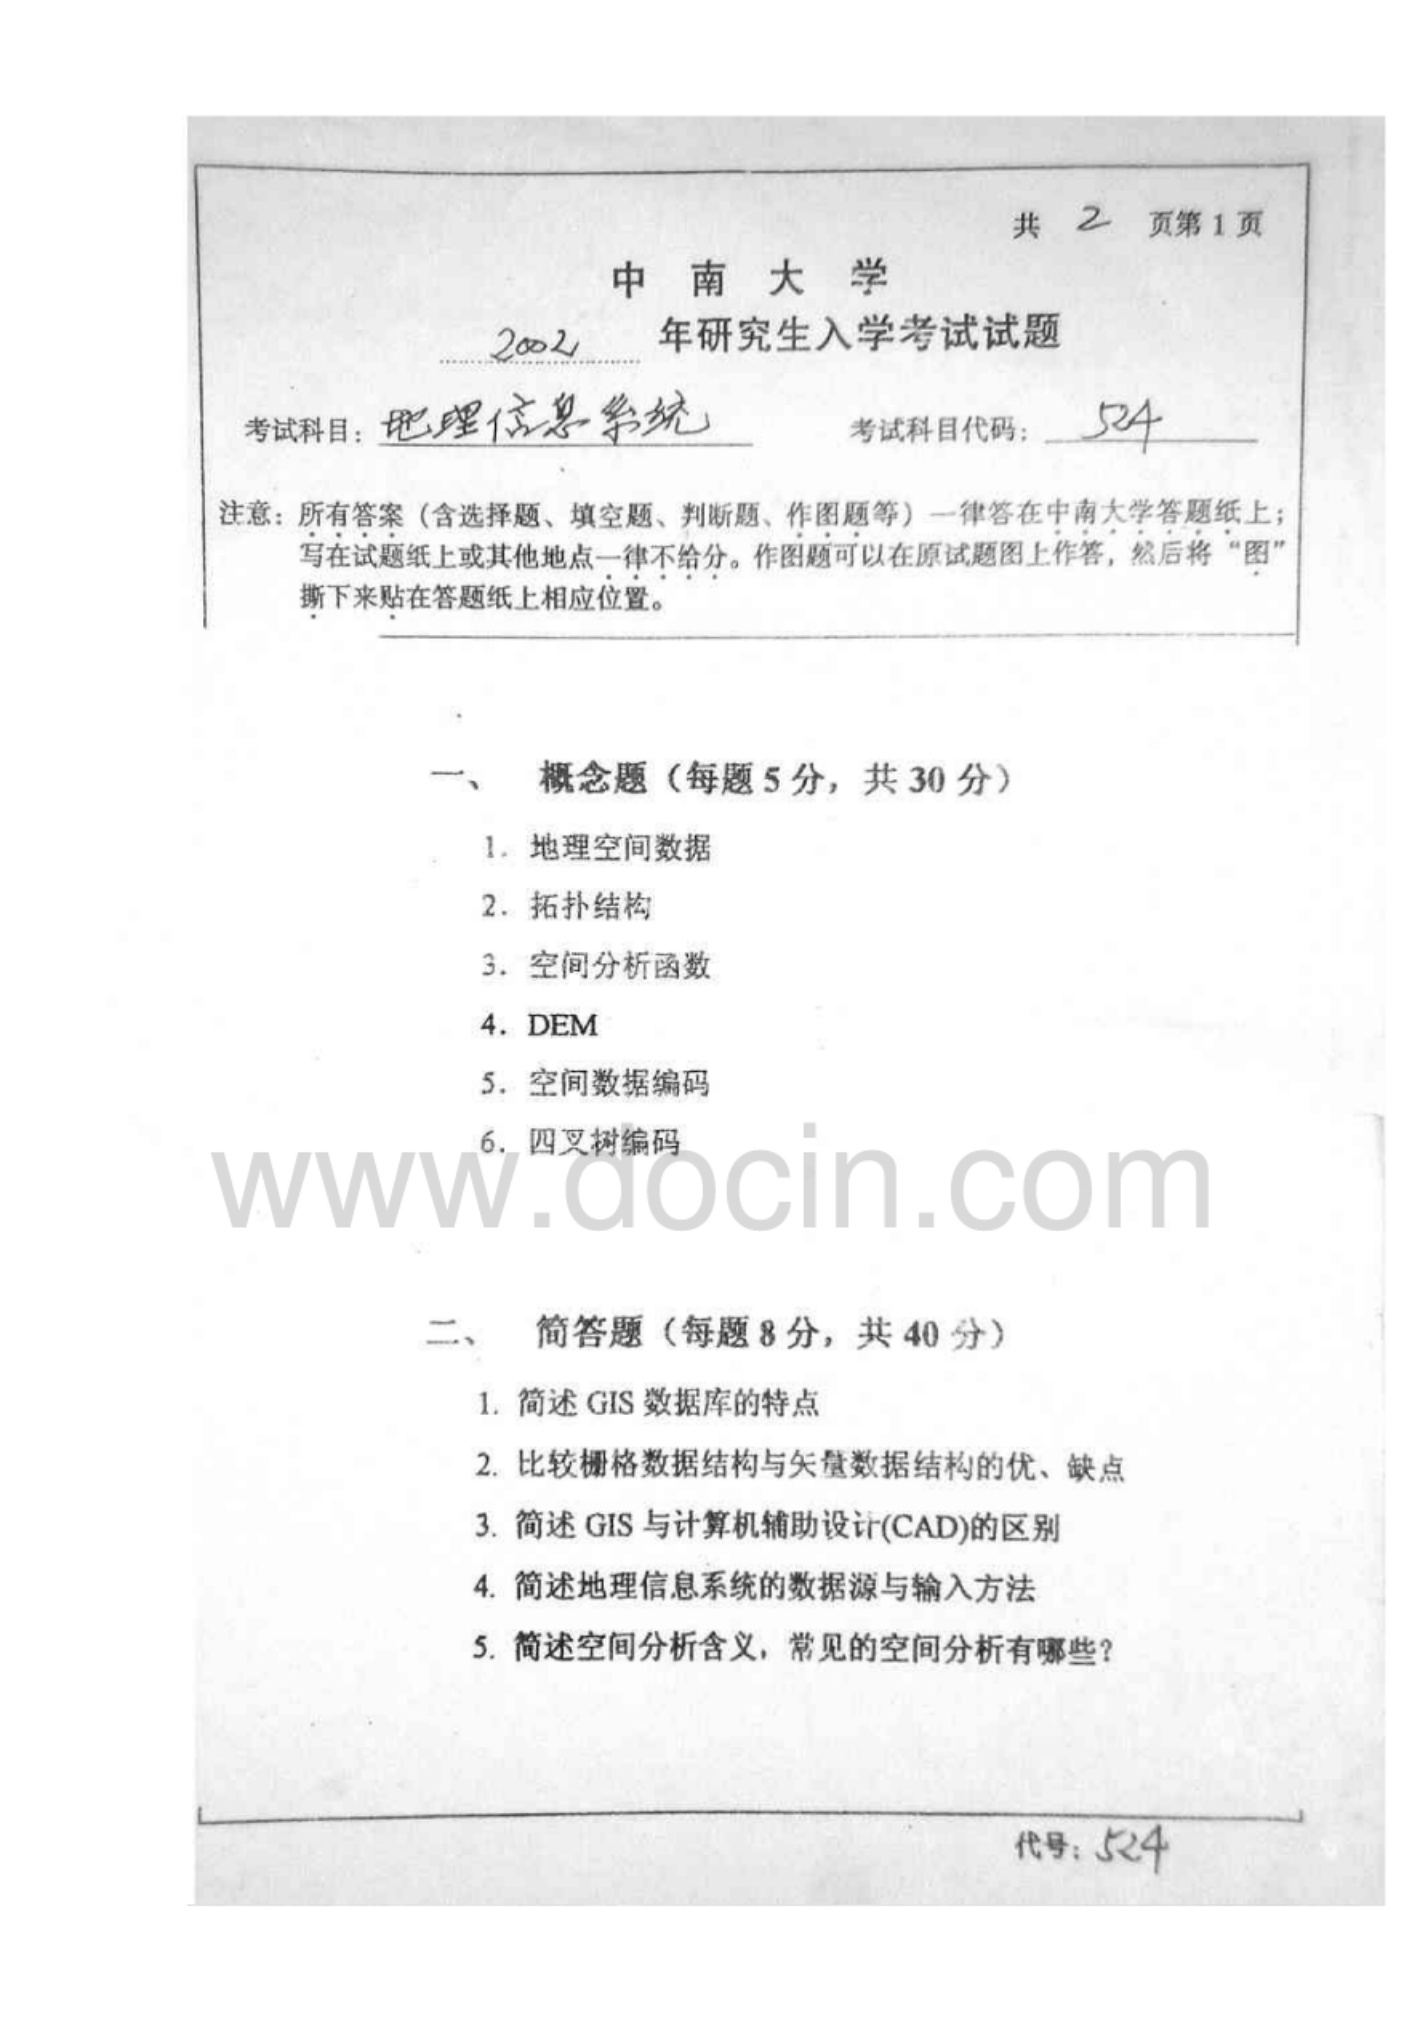 共 2 页第 1 页
中 南 大 学
2002 年研究生入学考试试题
考试科目：地理信息系统 考试科目代码：524
注意：所有答案（含选择题、填空题、判断题、作图题等）一律答在中南大学答题纸上；
写在试题纸上或其他地点一律不给分。作图题可以在原试题图上作答，然后将“图”
撕下来贴在答题纸上相应位置。
一、 概念题（每题 5 分，共 30 分）
1. 地理空间数据
2. 拓扑结构
3. 空间分析函数
4. DEM
5. 空间数据编码
6. 四叉树编码
www.docin.com
二、 简答题（每题 8 分，共 40 分）
1. 简述 GIS 数据库的特点
2. 比较栅格数据结构与矢量数据结构的优、缺点
3. 简述 GIS 与计算机辅助设计(CAD)的区别
4. 简述地理信息系统的数据源与输入方法
5. 简述空间分析含义，常见的空间分析有哪些？
代号：524